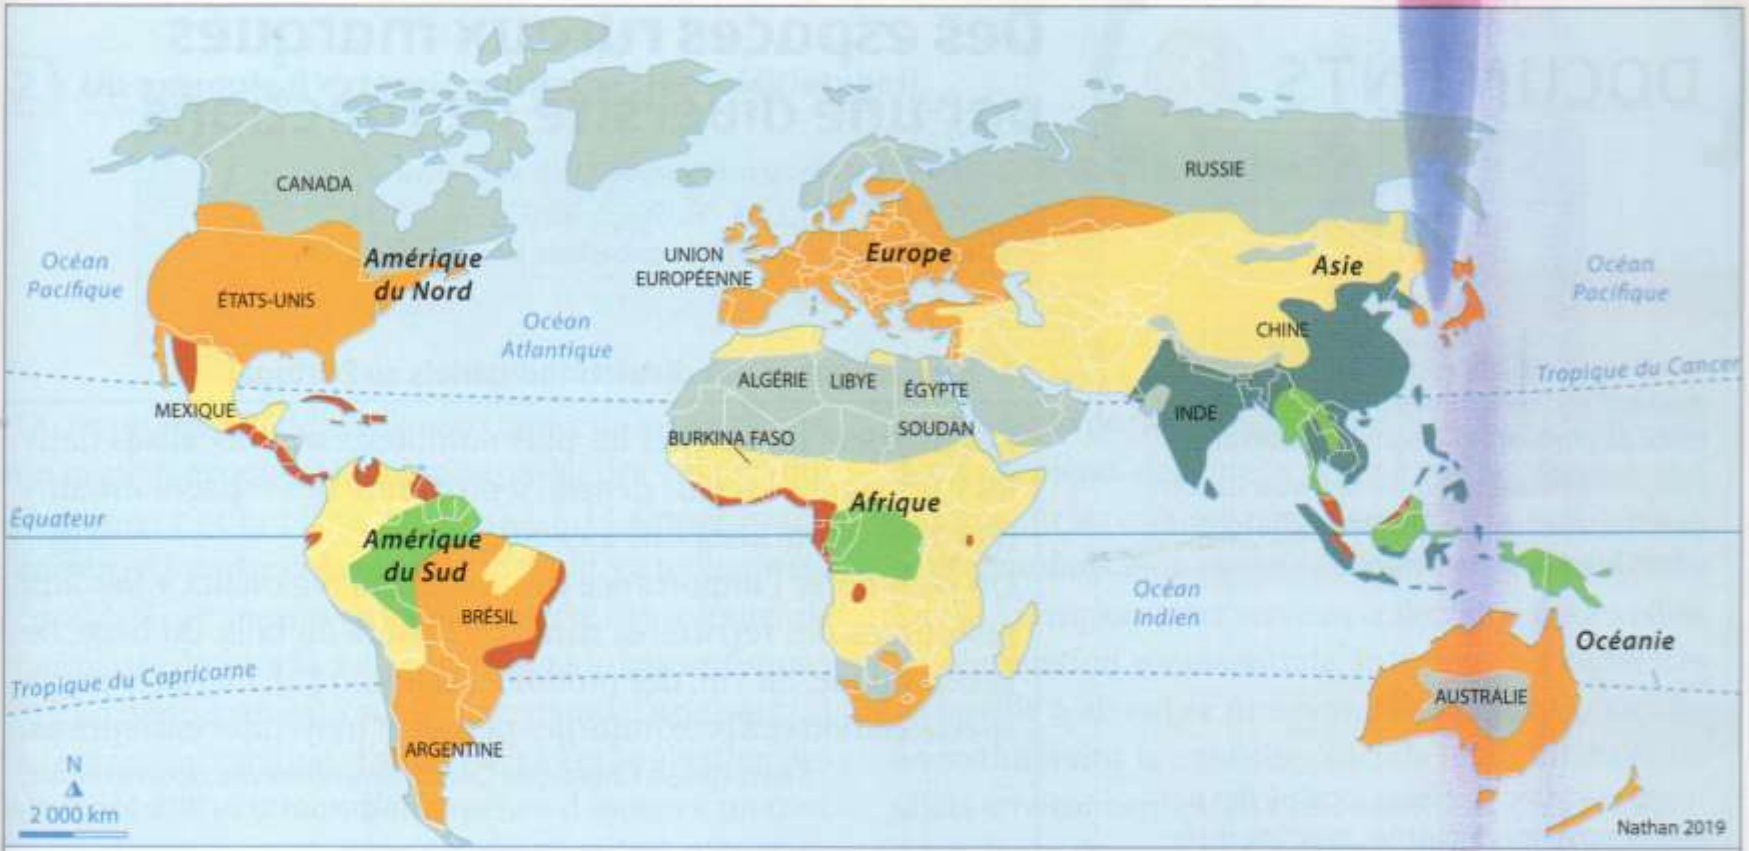 CANADA
RUSSIE
Océan
Pacifique
Amérique
du Nord
ÉTATS-UNIS
UNION
EUROPÉENNE
Europe
Asie
Océan
Pacifique
Océan
Atlantique
CHINE
Tropique du Cancer
ALGÉRIE
LIBYE
ÉGYPTE
MEXIQUE
INDE
BURKINA FASO
SOUDAN
Afrique
Équateur
Amérique
du Sud
BRÉSIL
Océan
Indien
Océanie
Tropique du Capricorne
AUSTRALIE
ARGENTINE
N
2 000 km
Nathan 2019